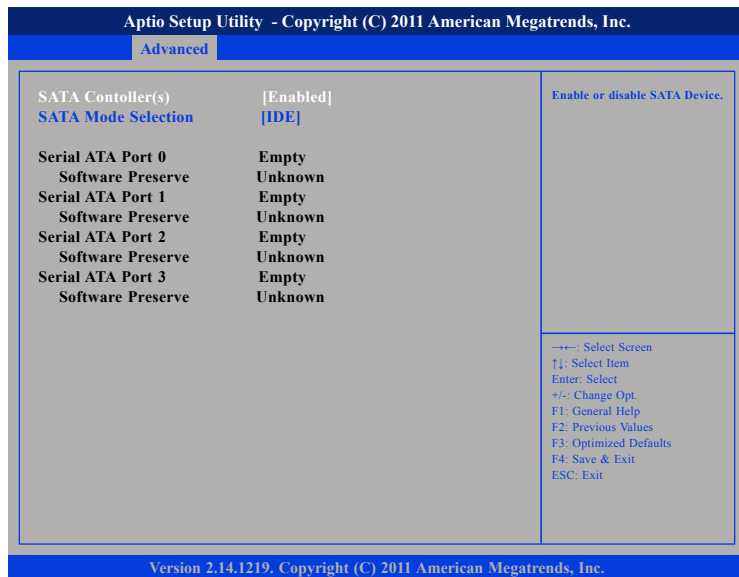 Aptio Setup Utility - Copyright (C) 2011 American Megatrends, Inc.
Advanced
SATA Contoller(s) [Enabled]
SATA Mode Selection [IDE]
Serial ATA Port 0 Empty
Software Preserve Unknown
Serial ATA Port 1 Empty
Software Preserve Unknown
Serial ATA Port 2 Empty
Software Preserve Unknown
Serial ATA Port 3 Empty
Software Preserve Unknown
Enable or disable SATA Device.
→←: Select Screen
↑↓: Select Item
Enter: Select
+/-: Change Opt.
F1: General Help
F2: Previous Values
F3: Optimized Defaults
F4: Save & Exit
ESC: Exit
Version 2.14.1219. Copyright (C) 2011 American Megatrends, Inc.